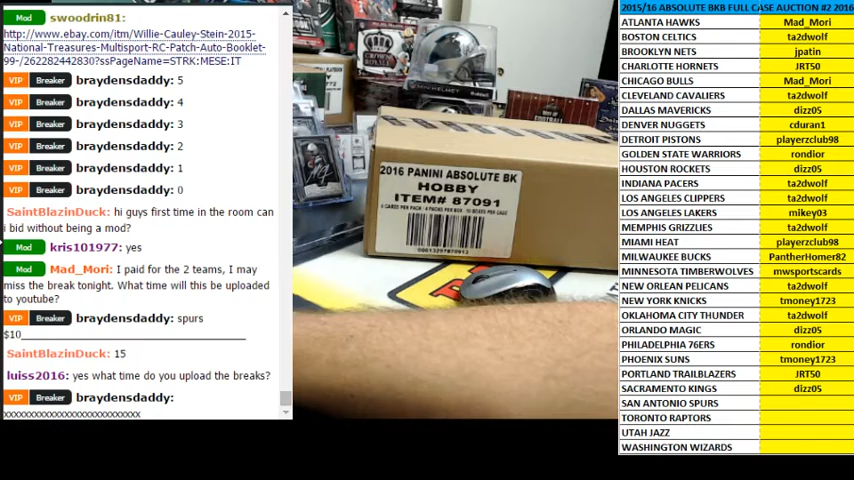 Mod swoodrin81:
http://www.ebay.com/itm/Willie-Cauley-Stein-2015-
National-Treasures-Multisport-RC-Patch-Auto-Booklet-
99-/262282442830?ssPageName=STRK:MESE:IT
VIP Breaker braydensdaddy: 5
VIP Breaker braydensdaddy: 4
VIP Breaker braydensdaddy: 3
VIP Breaker braydensdaddy: 2
VIP Breaker braydensdaddy: 1
VIP Breaker braydensdaddy: 0
SaintBlazinDuck: hi guys first time in the room can
i bid without being a mod?
Mod kris101977: yes
Mod Mad_Mori: I paid for the 2 teams, I may
miss the break tonight. What time will this be uploaded
to youtube?
VIP Breaker braydensdaddy: spurs
$10____________________________________
SaintBlazinDuck: 15
luiss2016: yes what time do you upload the breaks?
VIP Breaker braydensdaddy:
xxxxxxxxxxxxxxxxxxxxxxxxxxxx
CROWN
ROYALE
2016 PANINI ABSOLUTE BK
HOBBY
ITEM# 87091
2015/16 ABSOLUTE BKB FULL CASE AUCTION #2 2016
ATLANTA HAWKS Mad_Mori
BOSTON CELTICS ta2dwolf
BROOKLYN NETS jpatin
CHARLOTTE HORNETS JRT50
CHICAGO BULLS Mad_Mori
CLEVELAND CAVALIERS ta2dwolf
DALLAS MAVERICKS dizz05
DENVER NUGGETS cduran1
DETROIT PISTONS playerzclub98
GOLDEN STATE WARRIORS rondior
HOUSTON ROCKETS dizz05
INDIANA PACERS ta2dwolf
LOS ANGELES CLIPPERS ta2dwolf
LOS ANGELES LAKERS mikey03
MEMPHIS GRIZZLIES ta2dwolf
MIAMI HEAT playerzclub98
MILWAUKEE BUCKS PantherHomer82
MINNESOTA TIMBERWOLVES mwsportscards
NEW ORLEAN PELICANS ta2dwolf
NEW YORK KNICKS tmoney1723
OKLAHOMA CITY THUNDER ta2dwolf
ORLANDO MAGIC dizz05
PHILADELPHIA 76ERS rondior
PHOENIX SUNS tmoney1723
PORTLAND TRAILBLAZERS JRT50
SACRAMENTO KINGS dizz05
SAN ANTONIO SPURS
TORONTO RAPTORS
UTAH JAZZ
WASHINGTON WIZARDS